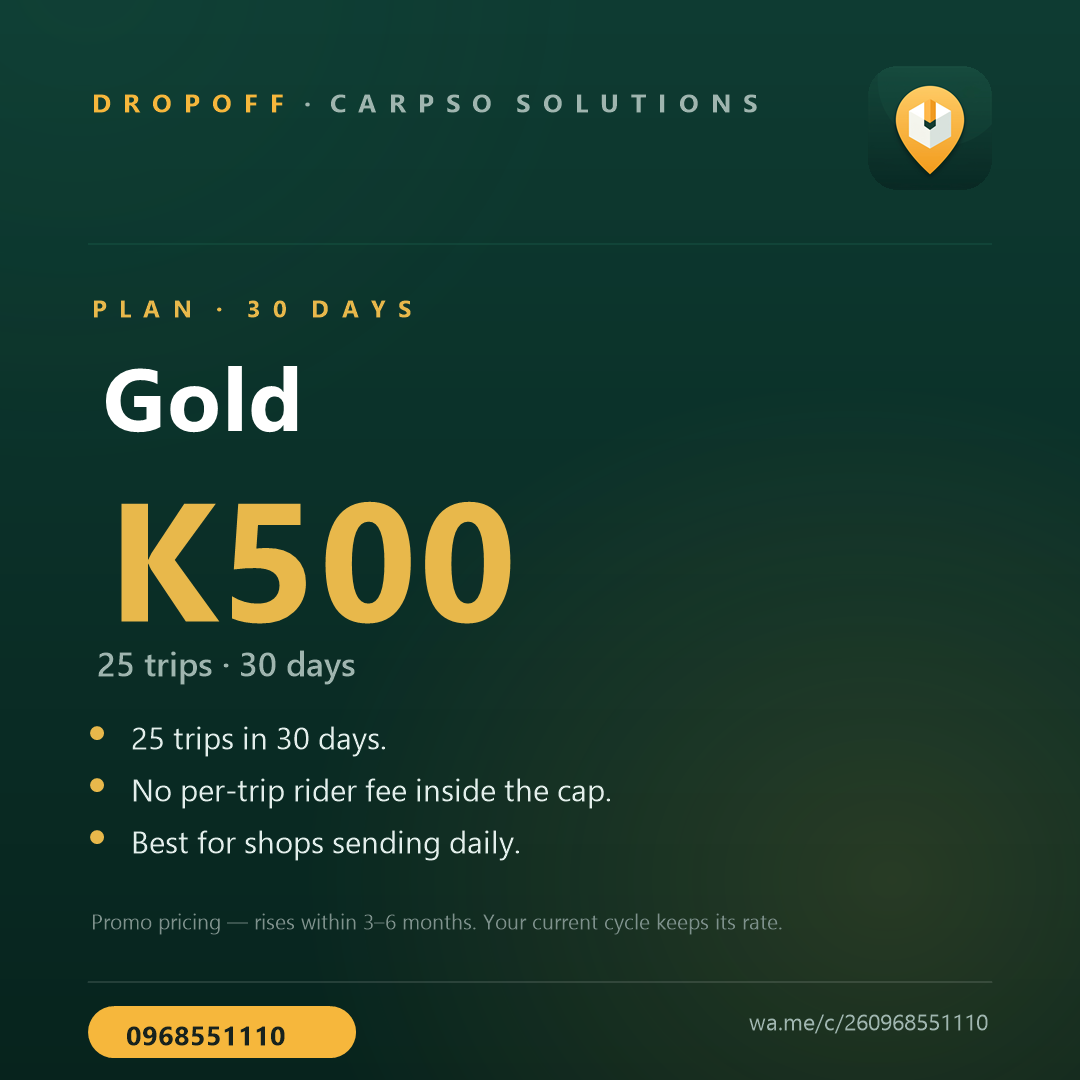 DROPOFF · CARPSO SOLUTIONS
PLAN · 30 DAYS
Gold
K500
25 trips · 30 days
25 trips in 30 days.
No per-trip rider fee inside the cap.
Best for shops sending daily.
Promo pricing — rises within 3–6 months. Your current cycle keeps its rate.
0968551110
wa.me/c/260968551110